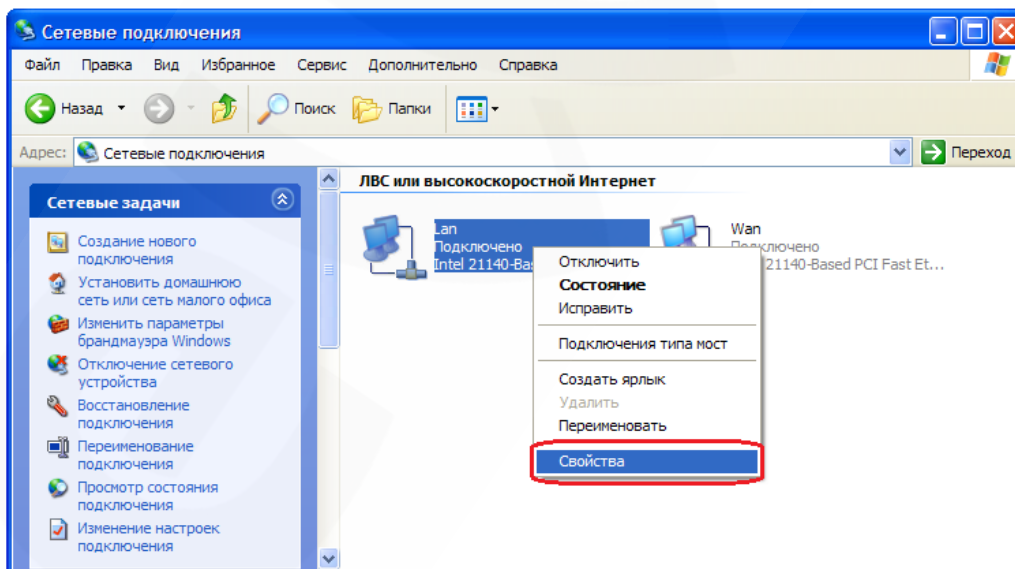 Сетевые подключения
Файл Правка Вид Избранное Сервис Дополнительно Справка
Назад Поиск Папки
Адрес: Сетевые подключения Переход
Сетевые задачи
Создание нового
подключения
Установить домашнюю
сеть или сеть малого офиса
Изменить параметры
брандмауэра Windows
Отключение сетевого
устройства
Восстановление
подключения
Переименование
подключения
Просмотр состояния
подключения
Изменение настроек
подключения
ЛВС или высокоскоростной Интернет
Lan
Подключено
Intel 21140-Ba
Wan
Подключено
21140-Based PCI Fast Et...
Отключить
Состояние
Исправить
Подключения типа мост
Создать ярлык
Удалить
Переименовать
Свойства